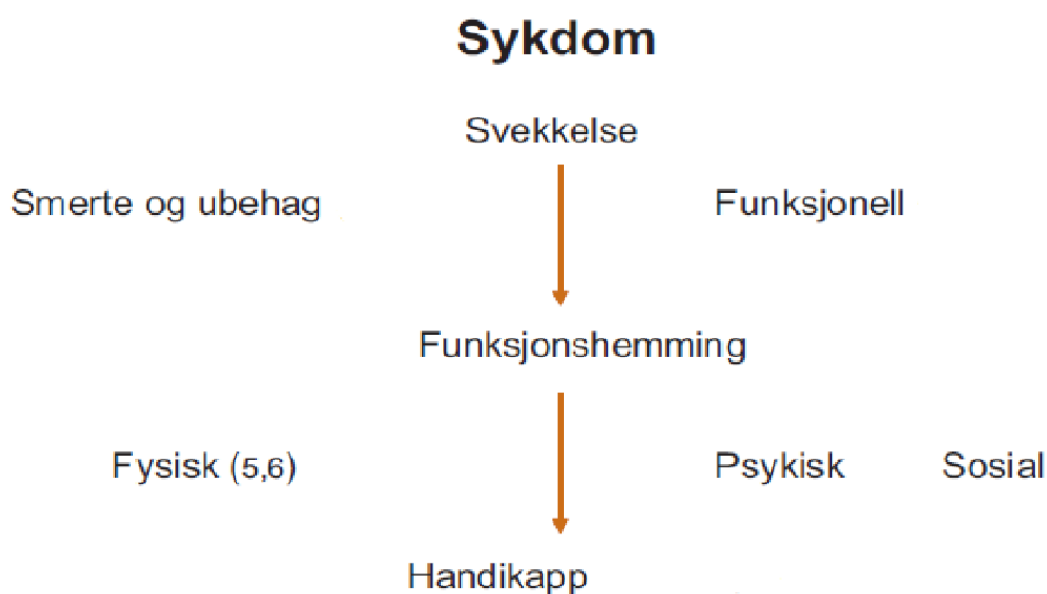 Sykdom
Svekkelse
Smerte og ubehag Funksjonell
Funksjonshemming
Fysisk (5,6) Psykisk Sosial
Handikapp